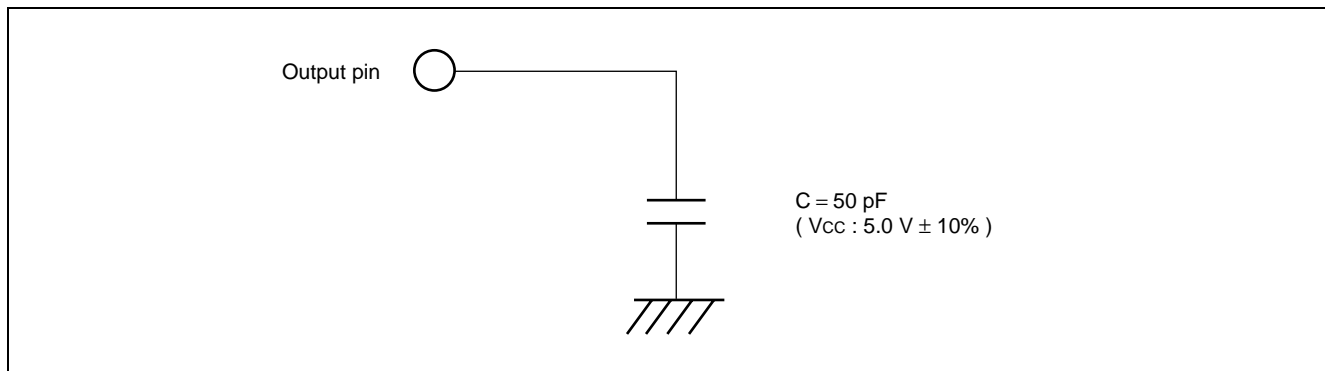 Output pin
C = 50 pF
( Vcc : 5.0 V ± 10% )